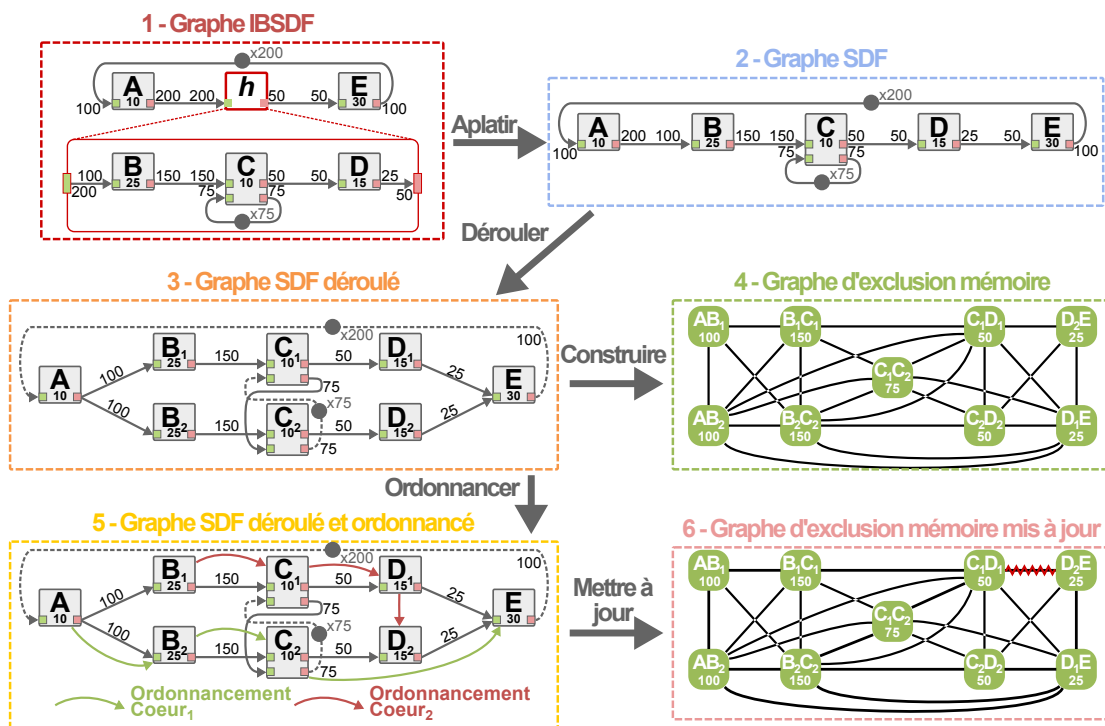 1 - Graphe IBSDF
x200
A
10
h
E
30
100
200
200
50
50
100
B
25
C
10
D
15
100
200
150
150
50
75
75
50
25
50
x75
Aplatir
2 - Graphe SDF
x200
A
10
B
25
C
10
D
15
E
30
100
200
100
150
150
75
50
75
50
25
50
100
x75
Dérouler
3 - Graphe SDF déroulé
x200
100
A
10
B1
25
C1
10
D1
15
E
30
100
150
50
25
75
x75
B2
25
C2
10
D2
15
100
150
50
25
75
Construire
4 - Graphe d'exclusion mémoire
AB1
100
B1C1
150
C1D1
50
D2E
25
C1C2
75
AB2
100
B2C2
150
C2D2
50
D1E
25
Ordonnancer
5 - Graphe SDF déroulé et ordonnancé
x200
100
A
10
B1
25
C1
10
D1
15
E
30
100
150
50
25
75
x75
B2
25
C2
10
D2
15
100
150
50
25
75
Ordonnancement
Coeur1
Ordonnancement
Coeur2
Mettre à
jour
6 - Graphe d'exclusion mémoire mis à jour
AB1
100
B1C1
150
C1D1
50
D2E
25
C1C2
75
AB2
100
B2C2
150
C2D2
50
D1E
25